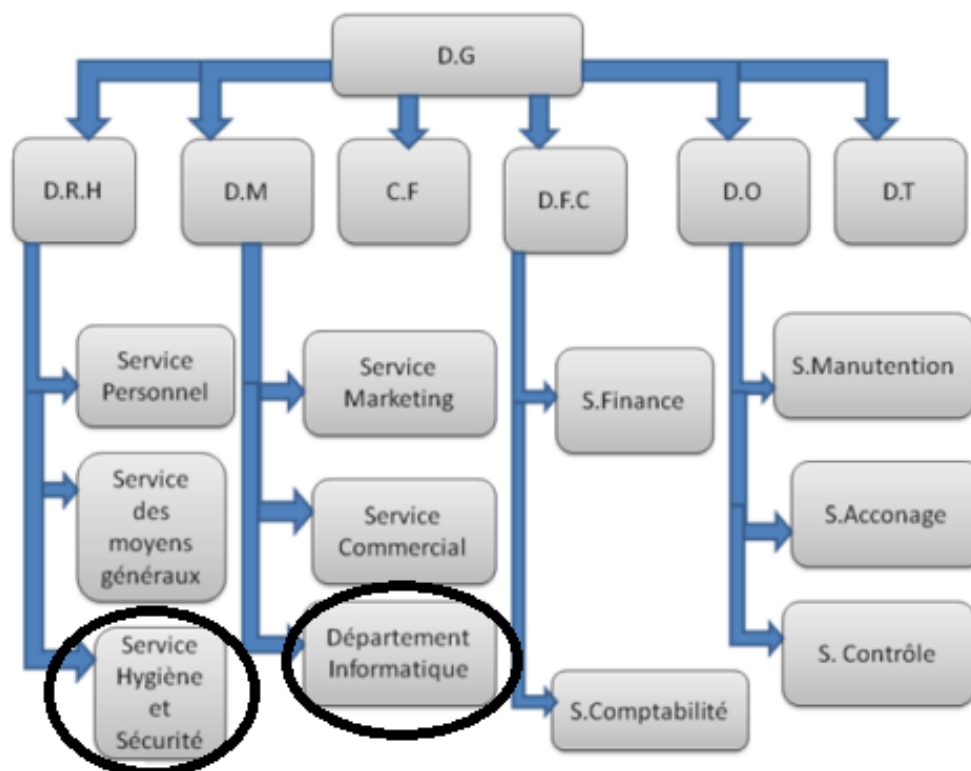 D.G
D.R.H
D.M
C.F
D.F.C
D.O
D.T
Service
Personnel
Service
des
moyens
généraux
Service
Hygiène
et
Sécurité
Service
Marketing
Service
Commercial
Département
Informatique
S.Finance
S.Comptabilité
S.Manutention
S.Acconage
S. Contrôle